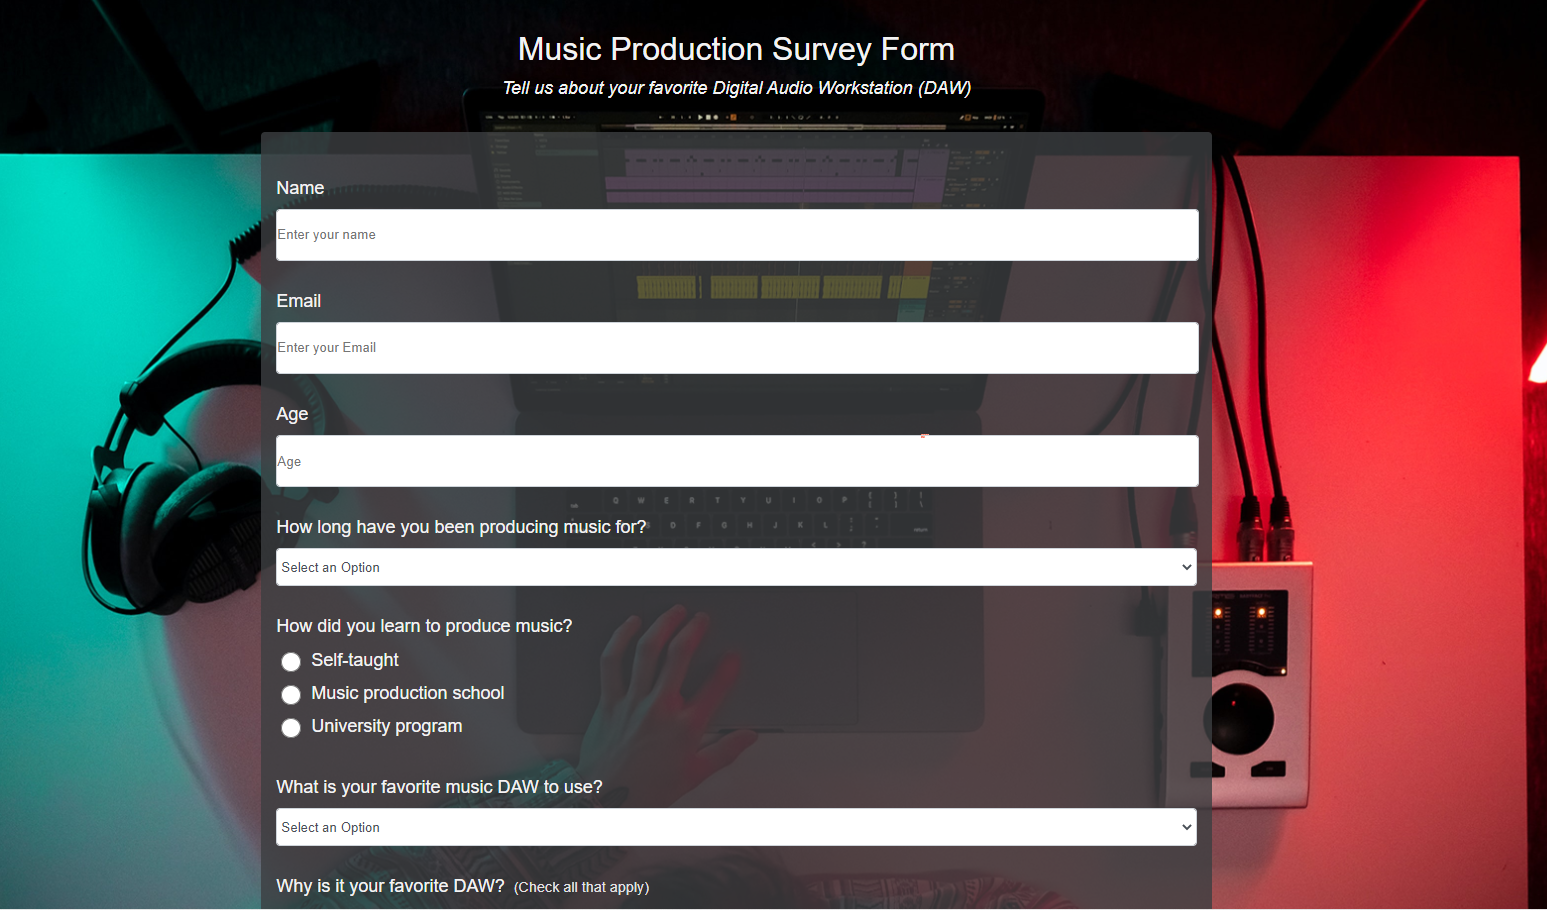 Music Production Survey Form
Tell us about your favorite Digital Audio Workstation (DAW)
Name
Enter your name
Email
Enter your Email
Age
Age
How long have you been producing music for?
Select an Option
How did you learn to produce music?
Self-taught
Music production school
University program
What is your favorite music DAW to use?
Select an Option
Why is it your favorite DAW? (Check all that apply)